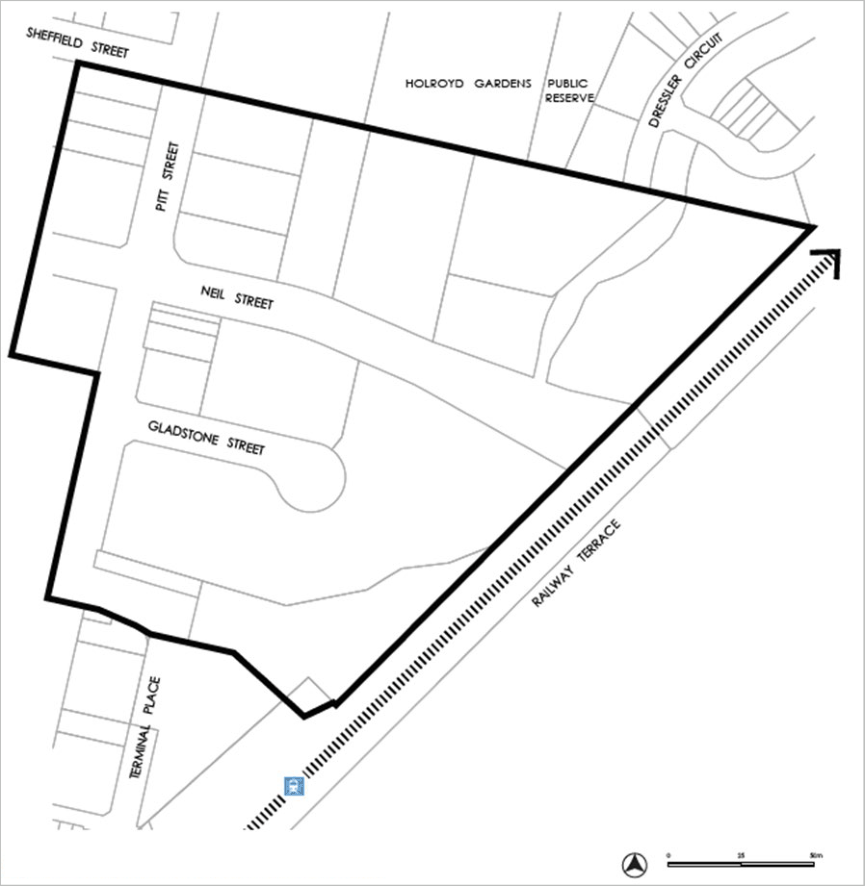 SHEFFIELD STREET
HOLROYD GARDENS PUBLIC
RESERVE
DRESSLER CIRCUIT
PITT STREET
NEIL STREET
GLADSTONE STREET
RAILWAY TERRACE
TERMINAL PLACE
0 25 50m